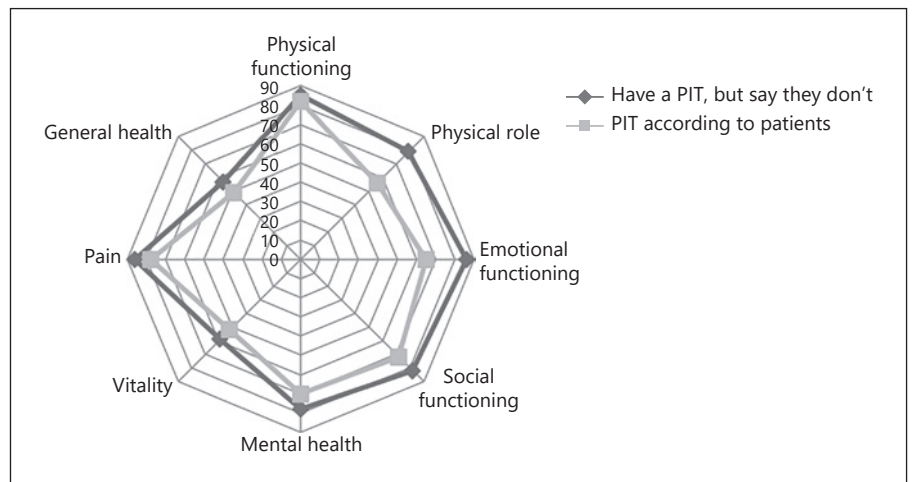 Physical
functioning
90
80
70
60
50
40
30
20
10
0
General health
Physical role
Pain
Emotional
functioning
Vitality
Social
functioning
Mental health
Have a PIT, but say they don't
PIT according to patients